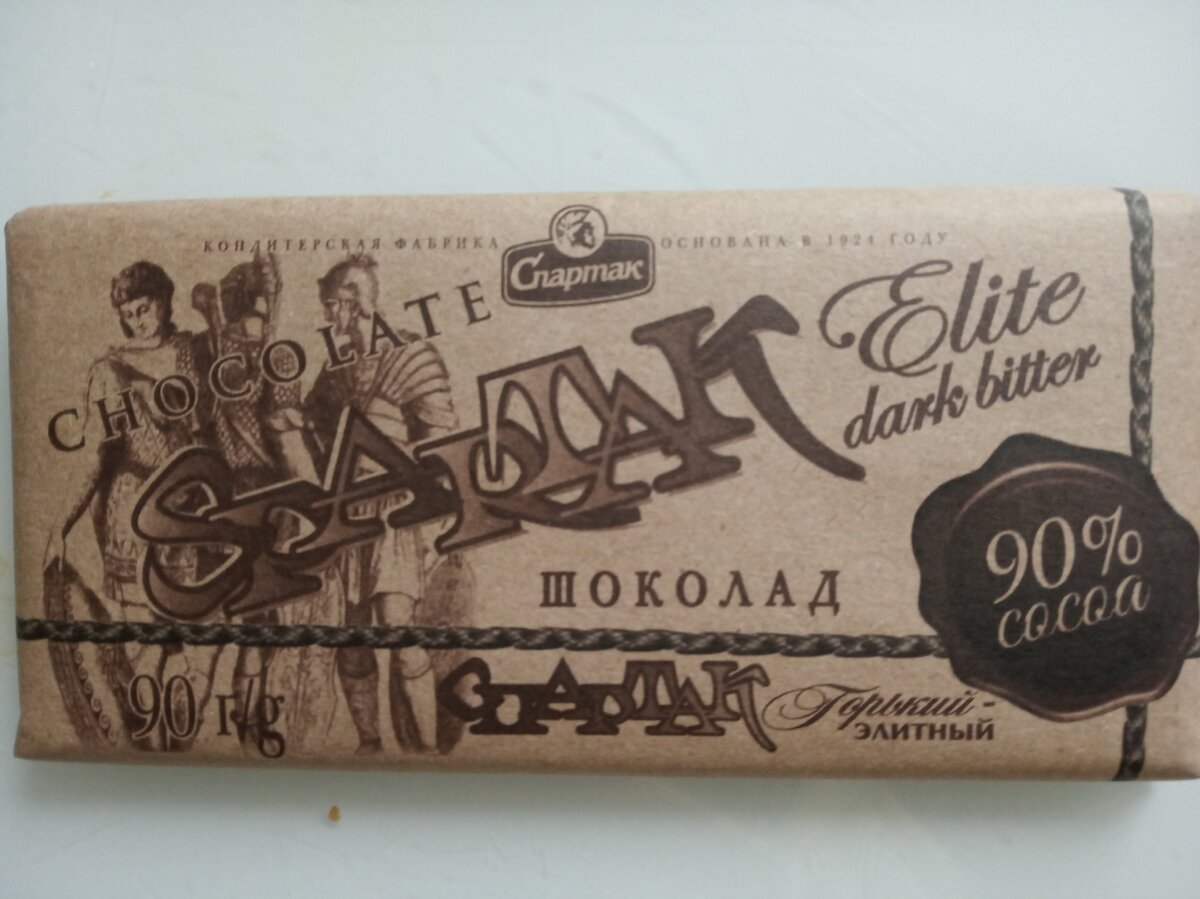 КОНДИТЕРСКАЯ ФАБРИКА
Спартак
ОСНОВАНА В 1924 ГОДУ
CHOCOLATE
SPARTAK
Elite
dark bitter
90%
cocoa
ШОКОЛАД
90 г/g
СПАРТАК
Горький-
ЭЛИТНЫЙ